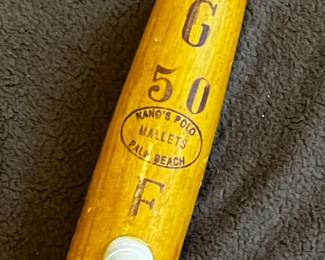 G
50
NANO'S POLO
MALLETS
PALM BEACH
F